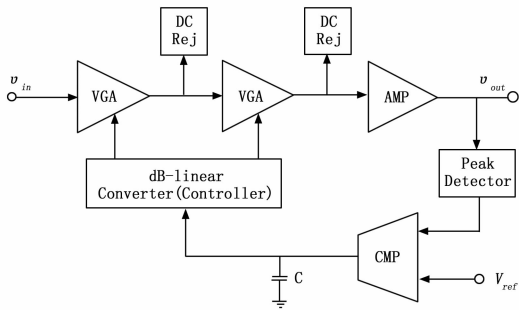 DC
Rej
DC
Rej
v in
VGA
VGA
AMP
v out
dB-linear
Converter(Controller)
Peak
Detector
CMP
C
V ref